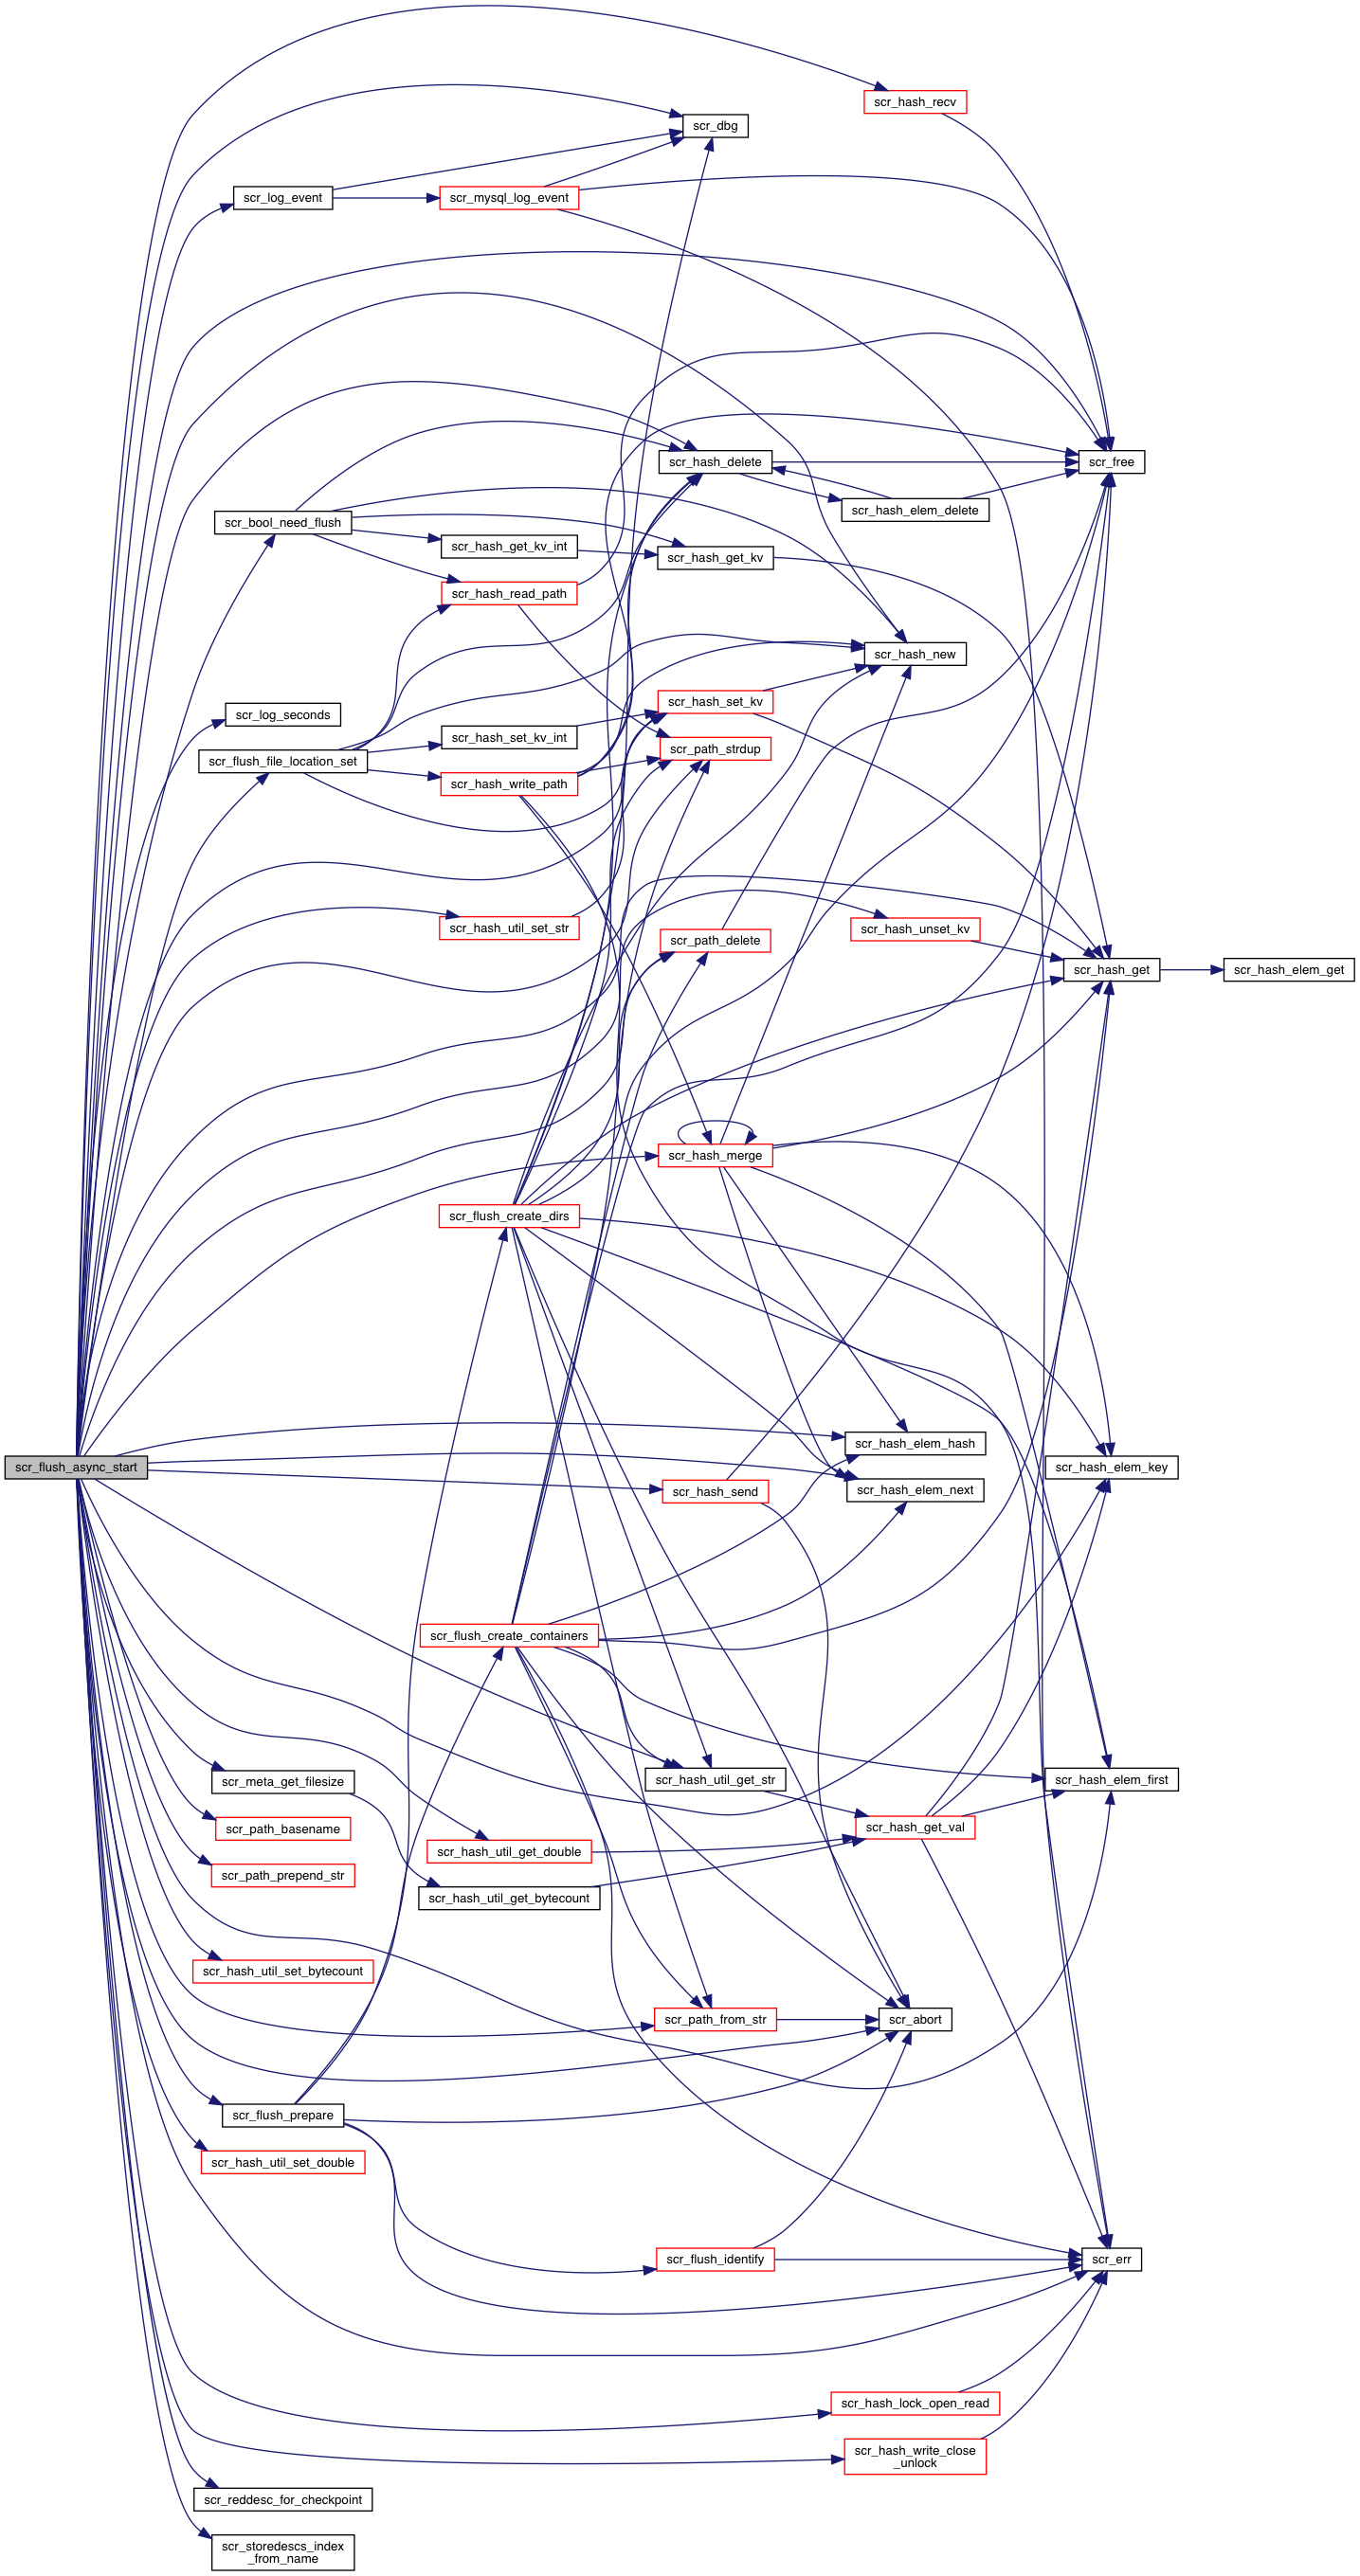 scr_hash_recv
scr_dbg
scr_log_event
scr_mysql_log_event
scr_hash_delete
scr_free
scr_hash_elem_delete
scr_bool_need_flush
scr_hash_get_kv_int
scr_hash_get_kv
scr_hash_read_path
scr_hash_new
scr_hash_set_kv
scr_log_seconds
scr_hash_set_kv_int
scr_path_strdup
scr_flush_file_location_set
scr_hash_write_path
scr_hash_util_set_str
scr_hash_unset_kv
scr_path_delete
scr_hash_get
scr_hash_elem_get
scr_hash_merge
scr_flush_create_dirs
scr_hash_elem_hash
scr_flush_async_start
scr_hash_elem_key
scr_hash_send
scr_hash_elem_next
scr_flush_create_containers
scr_meta_get_filesize
scr_hash_util_get_str
scr_hash_elem_first
scr_path_basename
scr_hash_get_val
scr_hash_util_get_double
scr_path_prepend_str
scr_hash_util_get_bytecount
scr_hash_util_set_bytecount
scr_path_from_str
scr_abort
scr_flush_prepare
scr_hash_util_set_double
scr_flush_identify
scr_err
scr_hash_lock_open_read
scr_hash_write_close
_unlock
scr_reddesc_for_checkpoint
scr_storedescs_index
_from_name